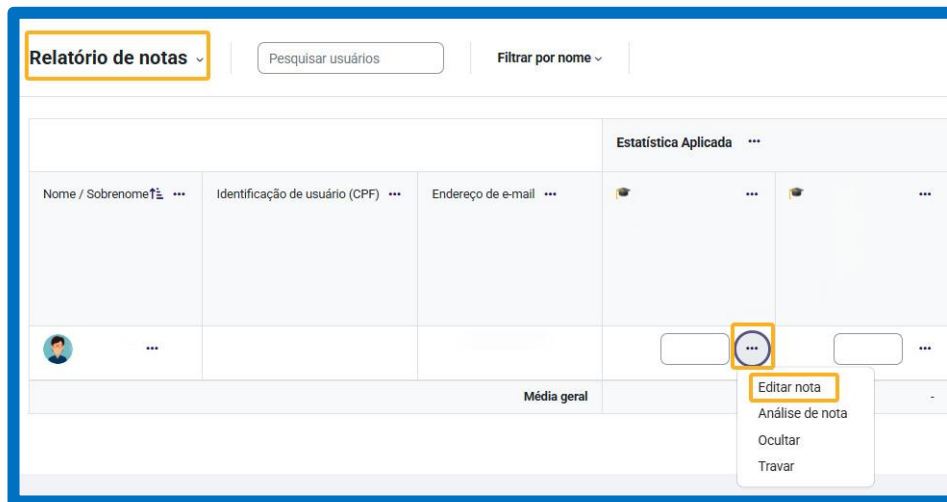 Relatório de notas
Pesquisar usuários
Filtrar por nome
Estatística Aplicada
Nome / Sobrenome
Identificação de usuário (CPF)
Endereço de e-mail
Editar nota
Média geral
-
Análise de nota
Ocultar
Travar